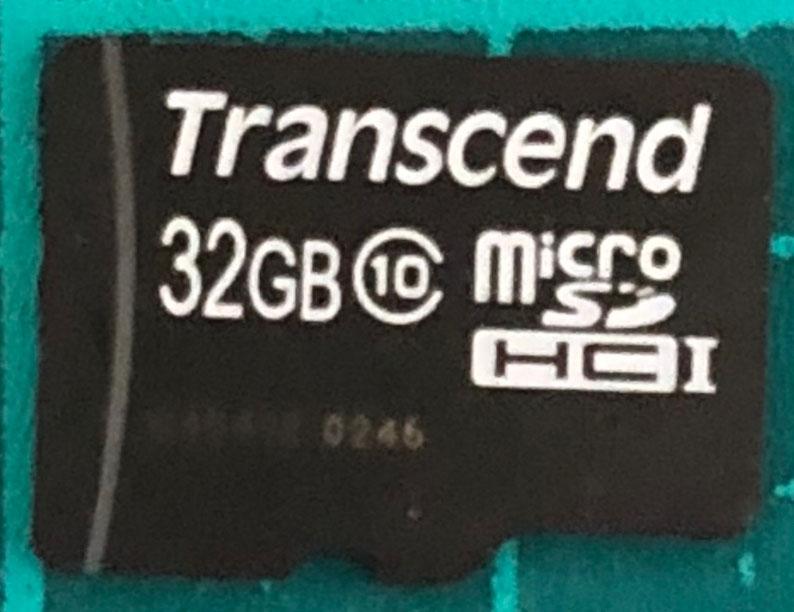 Transcend
32GB 10 micro
SD
HC I
0246